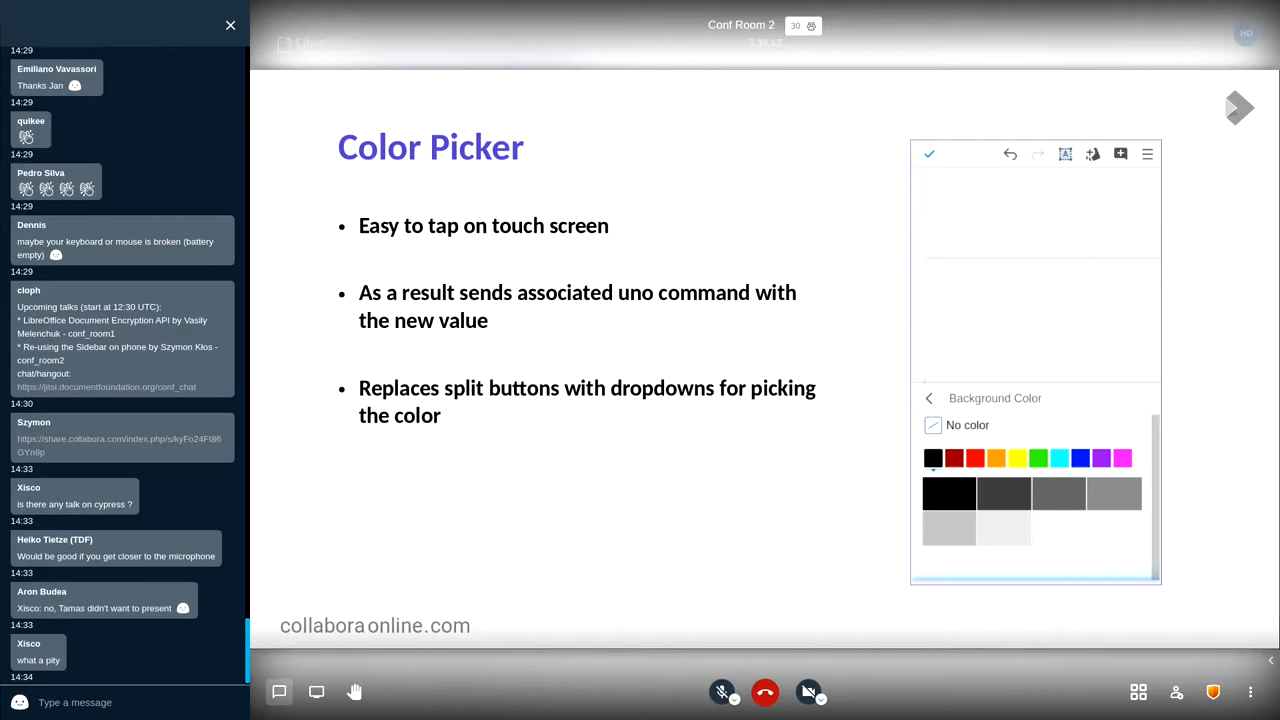 14:29
Emiliano Vavassori
Thanks Jan
14:29
quikee
14:29
Pedro Silva
14:29
Dennis
maybe your keyboard or mouse is broken (battery
empty)
14:29
cloph
Upcoming talks (start at 12:30 UTC):
* LibreOffice Document Encryption API by Vasily
Melenchuk - conf_room1
* Re-using the Sidebar on phone by Szymon Kłos -
conf_room2
chat/hangout:
https://jitsi.documentfoundation.org/conf_chat
14:30
Szymon
https://share.collabora.com/index.php/s/kyFo24Ft86
GYn8p
14:33
Xisco
is there any talk on cypress ?
14:33
Heiko Tietze (TDF)
Would be good if you get closer to the microphone
14:33
Aron Budea
Xisco: no, Tamas didn't want to present
14:33
Xisco
what a pity
14:34
Type a message
Conf Room 2
30
3:38:17
HD
Color Picker
• Easy to tap on touch screen
• As a result sends associated uno command with
the new value
• Replaces split buttons with dropdowns for picking
the color
A
Background Color
No color
collaboraonline.com